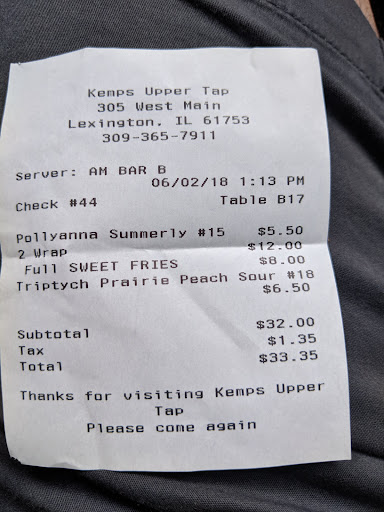 Kemps Upper Tap
305 West Main
Lexington, IL 61753
309-365-7911
Server: AM BAR B
06/02/18 1:13 PM
Check #44 Table B17
Pollyanna Summerly #15 $5.50
2 Wrap $12.00
Full SWEET FRIES $8.00
Triptych Prairie Peach Sour #18
$6.50
Subtotal $32.00
Tax $1.35
Total $33.35
Thanks for visiting Kemps Upper
Tap
Please come again